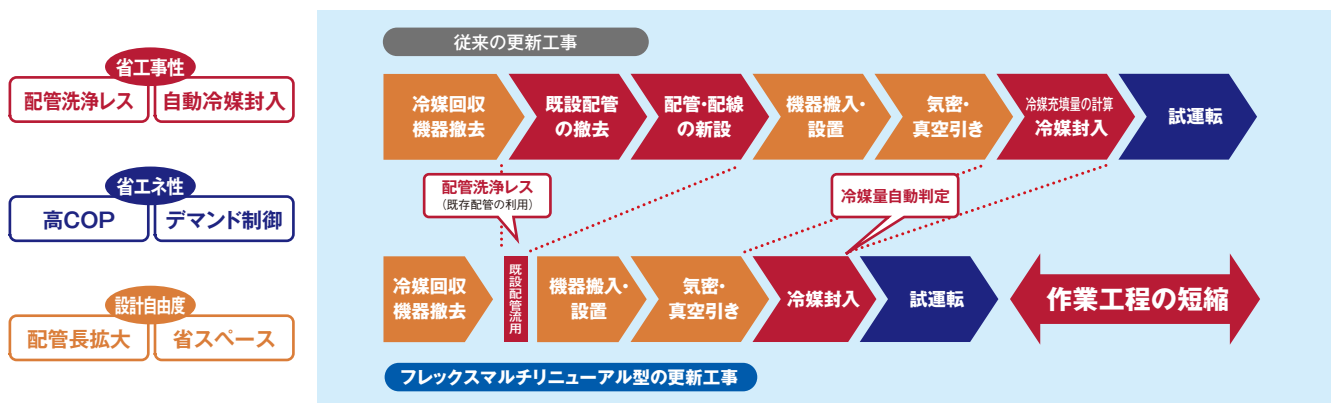 省工事性
配管洗浄レス
自動冷媒封入
省エネ性
高COP
デマンド制御
設計自由度
配管長拡大
省スペース
従来の更新工事
冷媒回収
機器撤去
既設配管
の撤去
配管・配線
の新設
機器搬入・
設置
気密・
真空引き
冷媒充填量の計算
冷媒封入
試運転
配管洗浄レス
(既存配管の利用)
冷媒量自動判定
冷媒回収
機器撤去
既設配管流用
機器搬入・
設置
気密・
真空引き
冷媒封入
試運転
作業工程の短縮
フレックスマルチリニューアル型の更新工事